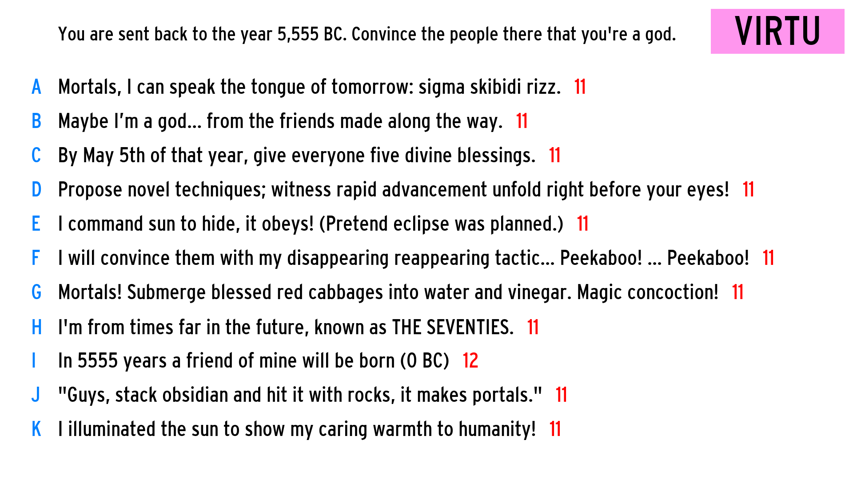 You are sent back to the year 5,555 BC. Convince the people there that you're a god.
VIRTU
A Mortals, I can speak the tongue of tomorrow: sigma skibidi rizz. 11
B Maybe I’m a god... from the friends made along the way. 11
C By May 5th of that year, give everyone five divine blessings. 11
D Propose novel techniques; witness rapid advancement unfold right before your eyes! 11
E I command sun to hide, it obeys! (Pretend eclipse was planned.) 11
F I will convince them with my disappearing reappearing tactic... Peekaboo! ... Peekaboo! 11
G Mortals! Submerge blessed red cabbages into water and vinegar. Magic concoction! 11
H I'm from times far in the future, known as THE SEVENTIES. 11
I In 5555 years a friend of mine will be born (0 BC) 12
J "Guys, stack obsidian and hit it with rocks, it makes portals." 11
K I illuminated the sun to show my caring warmth to humanity! 11